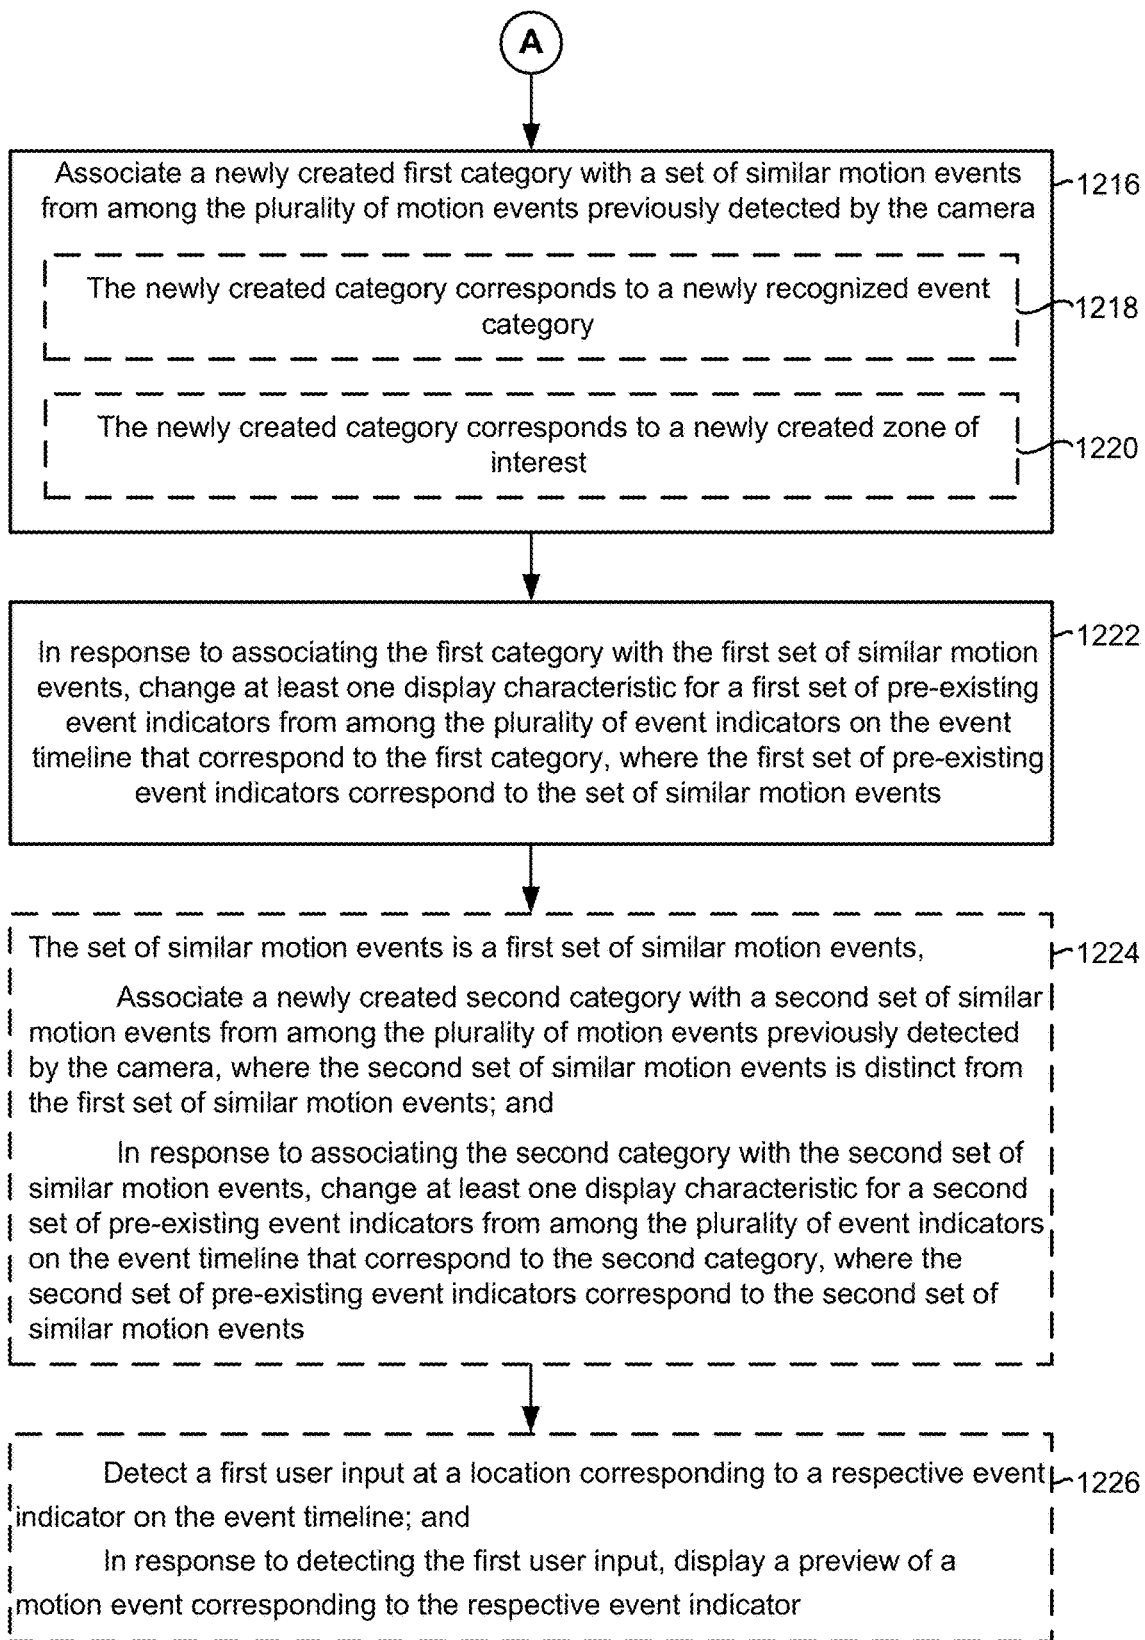 A
Associate a newly created first category with a set of similar motion events
from among the plurality of motion events previously detected by the camera
1216
The newly created category corresponds to a newly recognized event
category
1218
The newly created category corresponds to a newly created zone of
interest
1220
In response to associating the first category with the first set of similar motion
events, change at least one display characteristic for a first set of pre-existing
event indicators from among the plurality of event indicators on the event
timeline that correspond to the first category, where the first set of pre-existing
event indicators correspond to the set of similar motion events
1222
The set of similar motion events is a first set of similar motion events,
Associate a newly created second category with a second set of similar
motion events from among the plurality of motion events previously detected
by the camera, where the second set of similar motion events is distinct from
the first set of similar motion events; and
In response to associating the second category with the second set of
similar motion events, change at least one display characteristic for a second
set of pre-existing event indicators from among the plurality of event indicators
on the event timeline that correspond to the second category, where the
second set of pre-existing event indicators correspond to the second set of
similar motion events
1224
Detect a first user input at a location corresponding to a respective event
indicator on the event timeline; and
In response to detecting the first user input, display a preview of a
motion event corresponding to the respective event indicator
1226